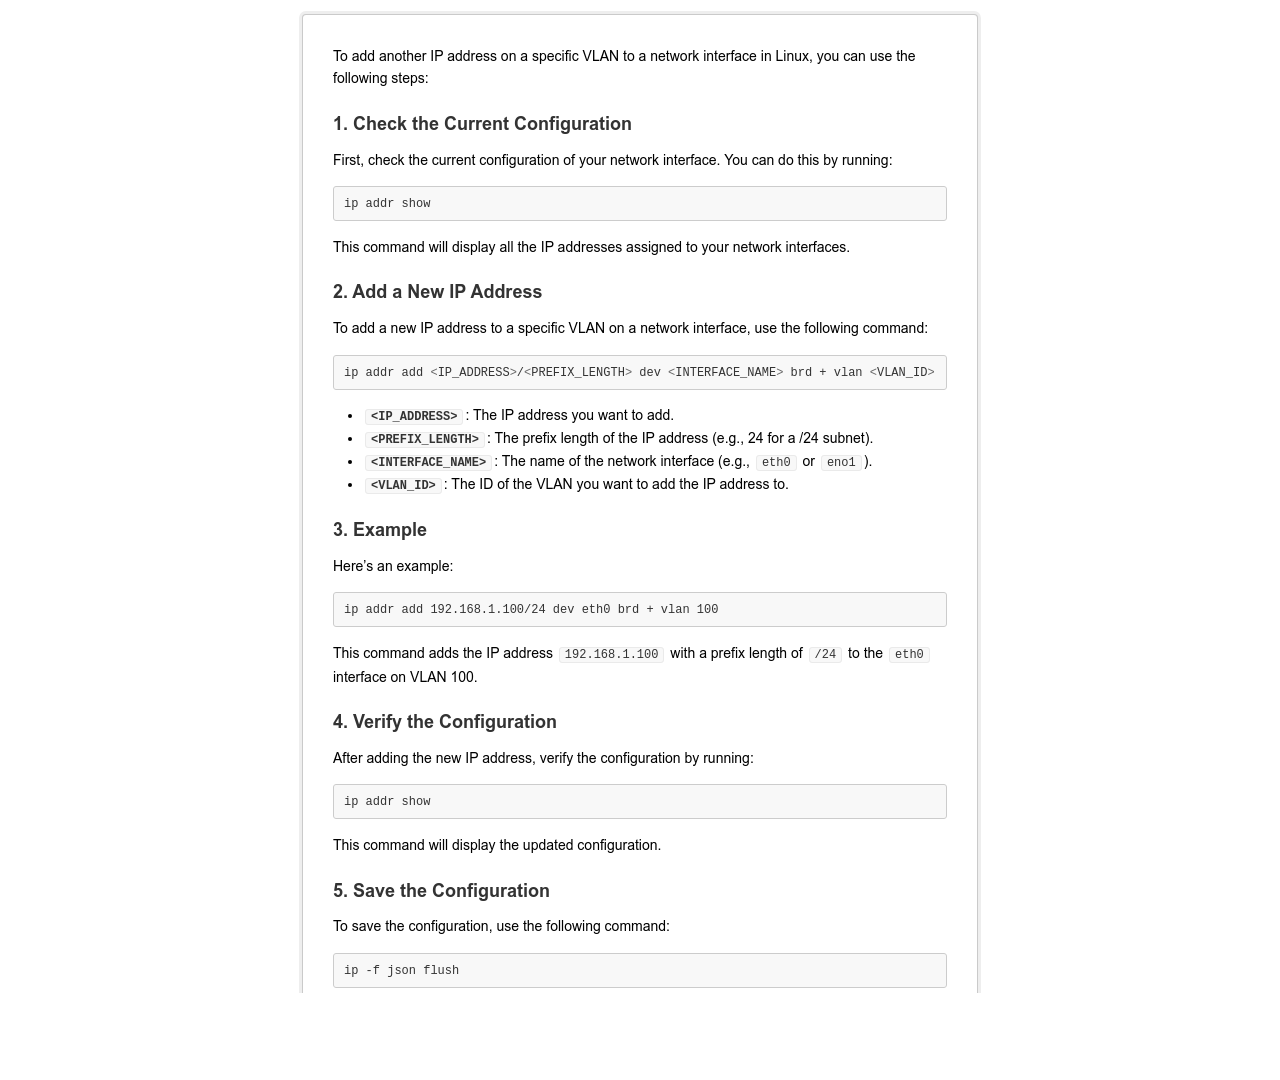 To add another IP address on a specific VLAN to a network interface in Linux, you can use the
following steps:
1. Check the Current Configuration
First, check the current configuration of your network interface. You can do this by running:
ip addr show
This command will display all the IP addresses assigned to your network interfaces.
2. Add a New IP Address
To add a new IP address to a specific VLAN on a network interface, use the following command:
ip addr add <IP_ADDRESS>/<PREFIX_LENGTH> dev <INTERFACE_NAME> brd + vlan <VLAN_ID>
• <IP_ADDRESS> : The IP address you want to add.
• <PREFIX_LENGTH> : The prefix length of the IP address (e.g., 24 for a /24 subnet).
• <INTERFACE_NAME> : The name of the network interface (e.g., eth0 or eno1 ).
• <VLAN_ID> : The ID of the VLAN you want to add the IP address to.
3. Example
Here’s an example:
ip addr add 192.168.1.100/24 dev eth0 brd + vlan 100
This command adds the IP address 192.168.1.100 with a prefix length of /24 to the eth0
interface on VLAN 100.
4. Verify the Configuration
After adding the new IP address, verify the configuration by running:
ip addr show
This command will display the updated configuration.
5. Save the Configuration
To save the configuration, use the following command:
ip -f json flush